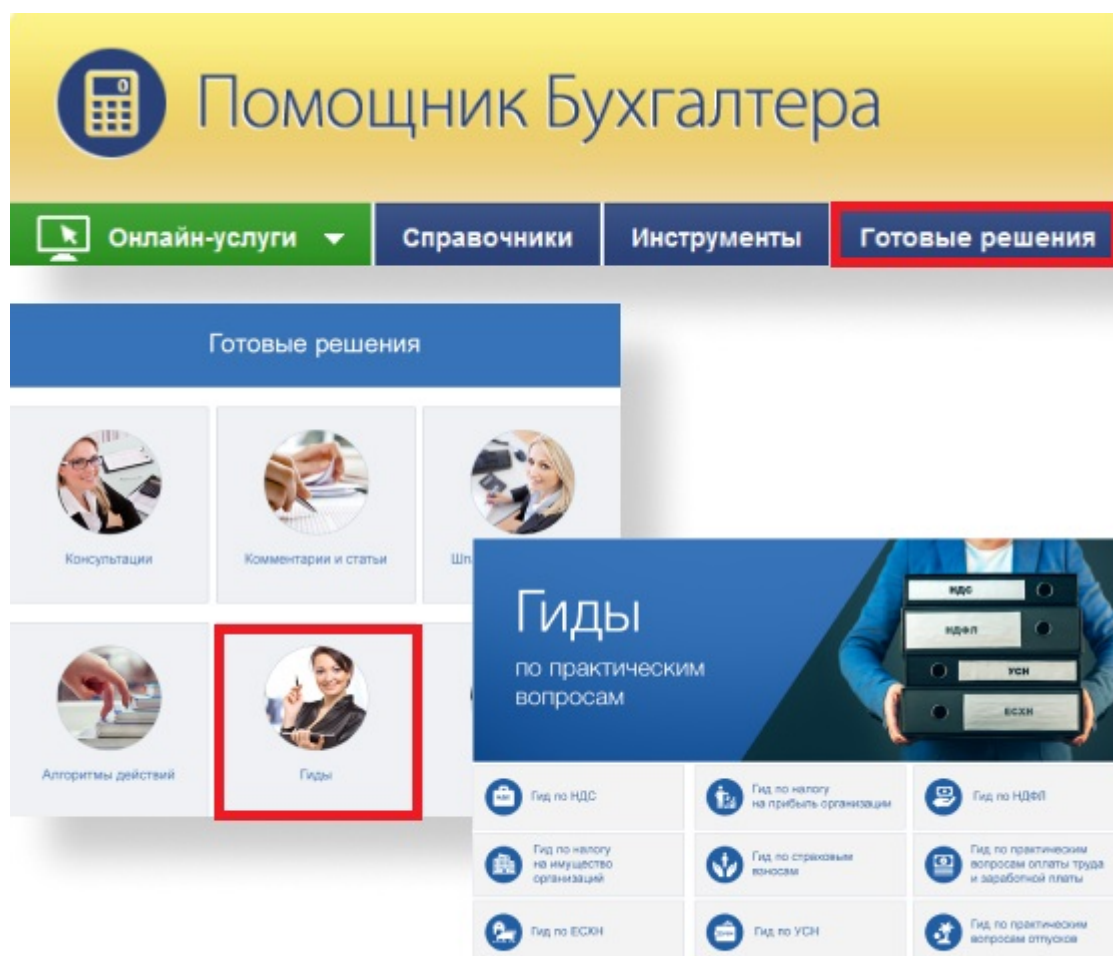 Помощник Бухгалтера
Онлайн-услуги
Справочники
Инструменты
Готовые решения
Готовые решения
Консультации
Комментарии и статьи
Алгоритмы действий
Гиды
Гиды
по практическим
вопросам
НДС
НДФЛ
УСН
ЕСХН
Гид по НДС
Гид по налогу
на прибыль организации
Гид по НДФЛ
Гид по налогу
на имущество
организаций
Гид по страховым
взносам
Гид по практическим
вопросам оплаты труда
и заработной платы
Гид по ЕСХН
Гид по УСН
Гид по практическим
вопросам отпусков